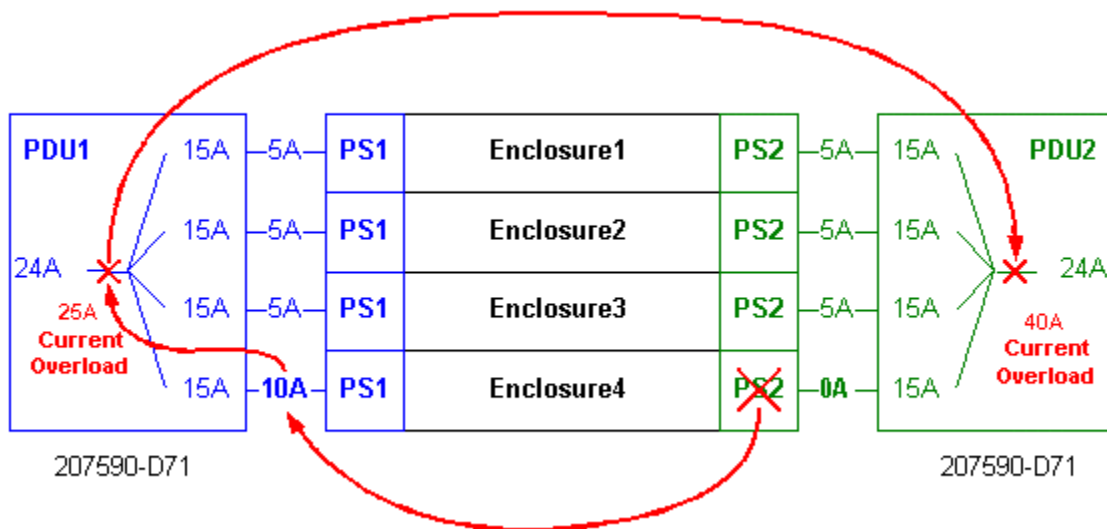 PDU1 15A 5A PS1 Enclosure1 PS2 5A 15A PDU2
15A 5A PS1 Enclosure2 PS2 5A 15A
24A 24A
25A
Current
Overload
15A 5A PS1 Enclosure3 PS2 5A 15A
40A
Current
Overload
15A 10A PS1 Enclosure4 PS2 0A 15A
207590-D71 207590-D71